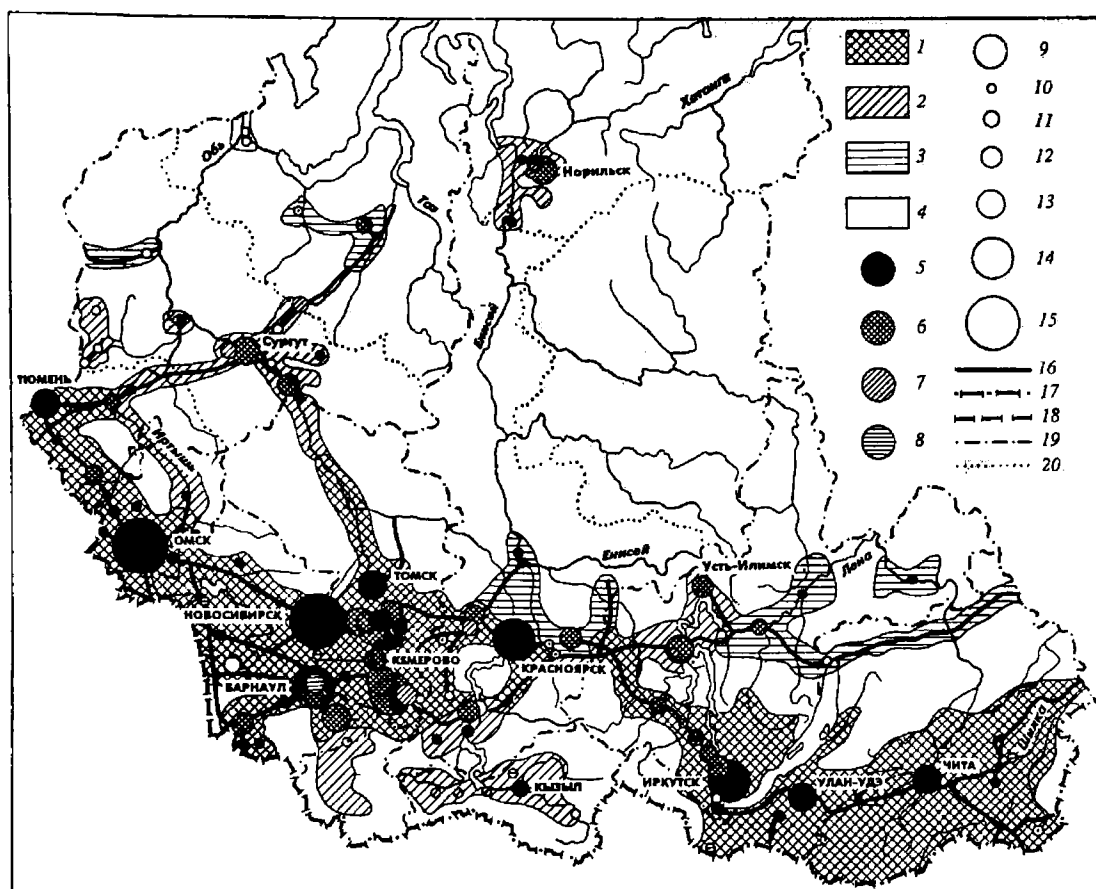 1
2
3
4
5
6
7
8
9
10
11
12
13
14
15
16
17
18
19
20
Хатанга
Норильск
Обь
Таз
Енисей
Сургут
ТЮМЕНЬ
Иртыш
ОМСК
ТОМСК
Енисей
Усть-Илимск
Лена
НОВОСИБИРСК
КЕМЕРОВО
КРАСНОЯРСК
БАРНАУЛ
КЫЗЫЛ
ИРКУТСК
УЛАН-УДЭ
ЧИТА
Шилка